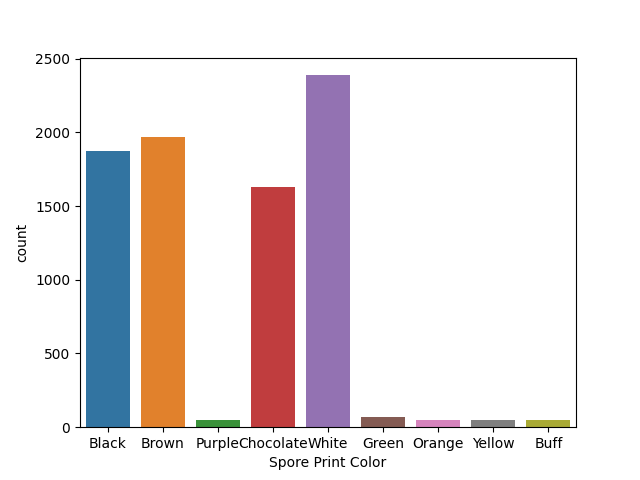 2500
2000
1500
1000
500
0
count
Black Brown Purple Chocolate White Green Orange Yellow Buff
Spore Print Color